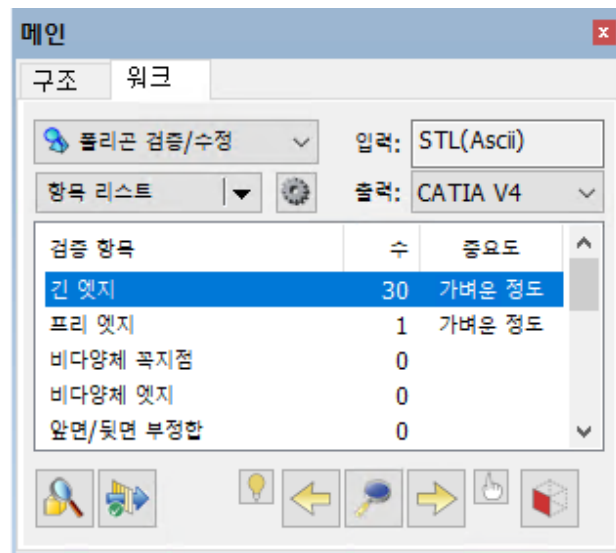 메인
구조 워크
폴리곤 검증/수정 입력: STL(Ascii)
항목 리스트 출력: CATIA V4
검증 항목 수 중요도
긴 엣지 30 가벼운 정도
프리 엣지 1 가벼운 정도
비다양체 꼭지점 0
비다양체 엣지 0
앞면/뒷면 부정합 0